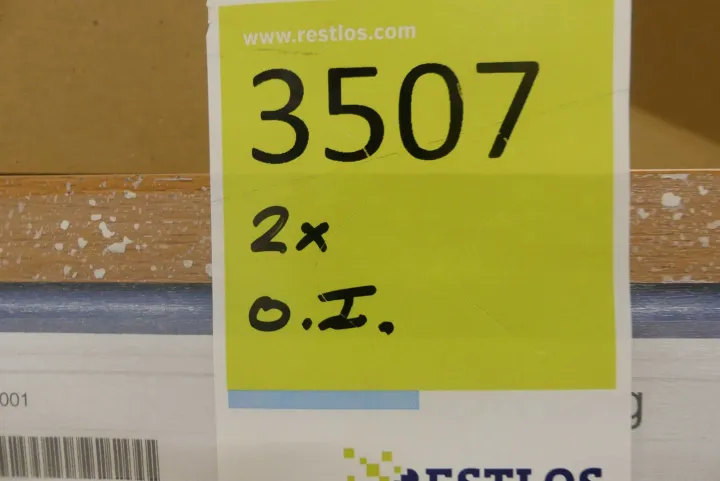 www.restlos.com
3507
2x
O.I.
001
g
RESTLOS